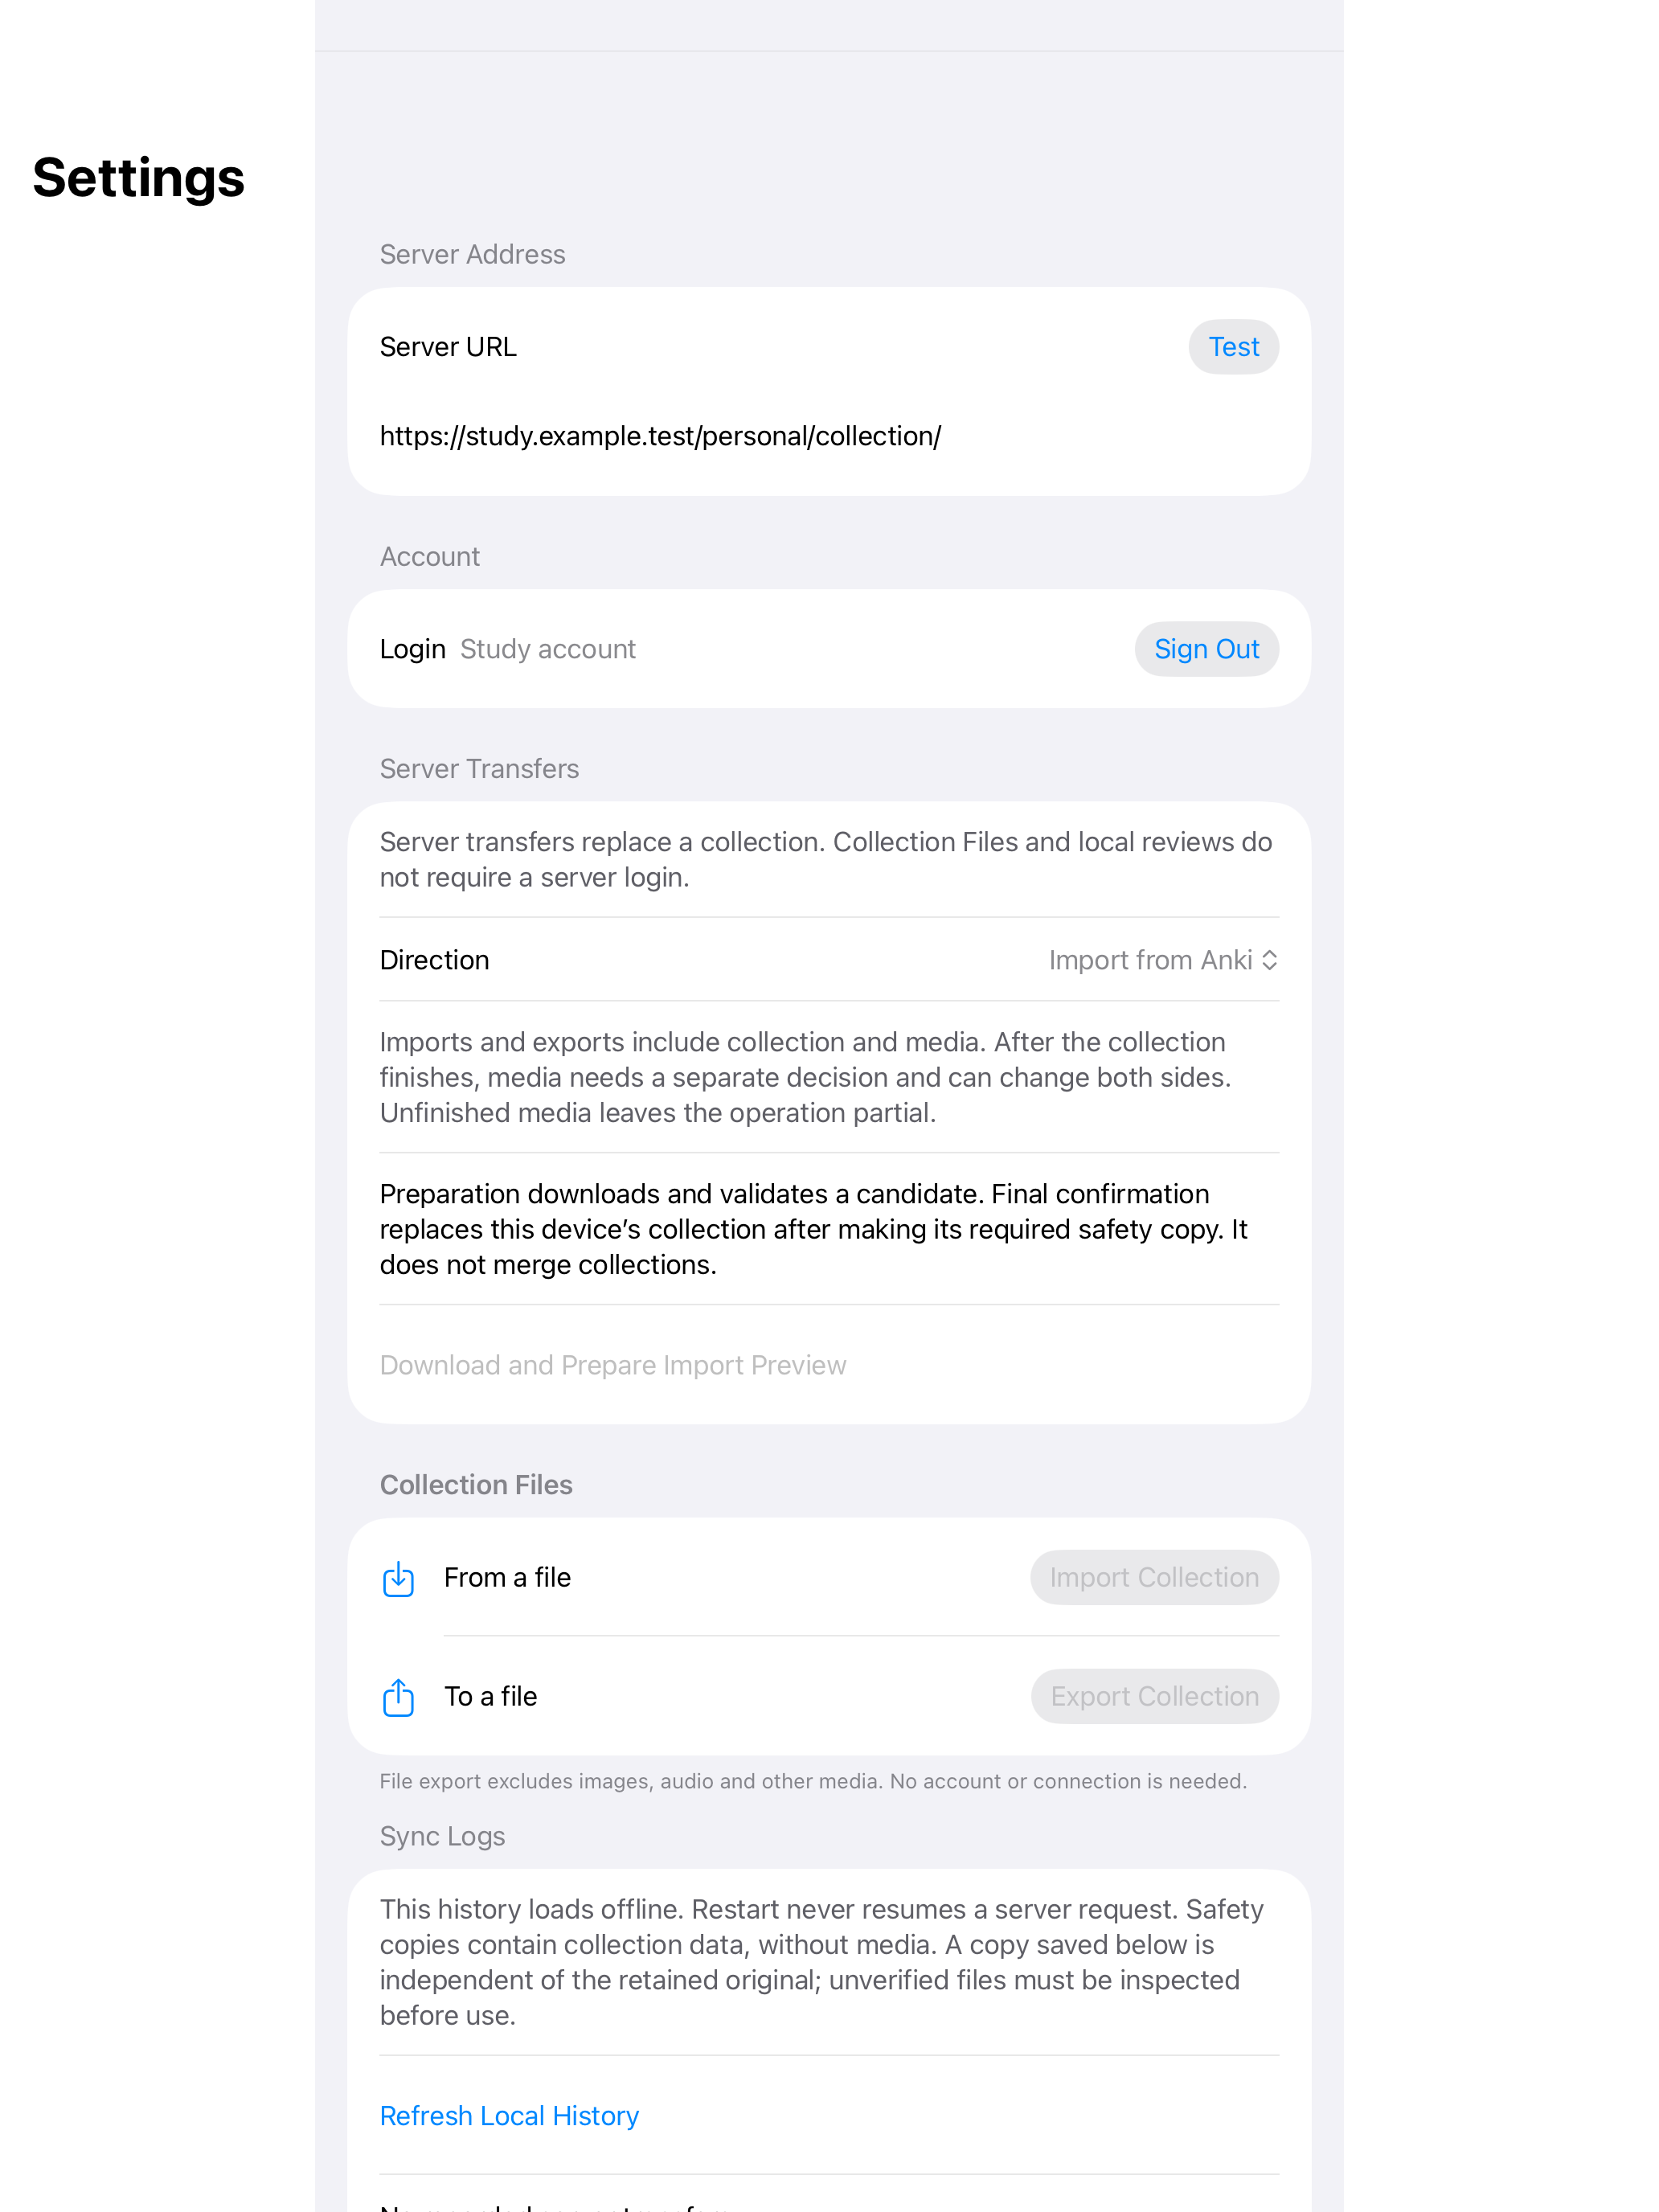 Settings
Server Address
Server URL
Test
https://study.example.test/personal/collection/
Account
Login Study account
Sign Out
Server Transfers
Server transfers replace a collection. Collection Files and local reviews do
not require a server login.
Direction
Import from Anki
Imports and exports include collection and media. After the collection
finishes, media needs a separate decision and can change both sides.
Unfinished media leaves the operation partial.
Preparation downloads and validates a candidate. Final confirmation
replaces this device’s collection after making its required safety copy. It
does not merge collections.
Download and Prepare Import Preview
Collection Files
From a file
Import Collection
To a file
Export Collection
File export excludes images, audio and other media. No account or connection is needed.
Sync Logs
This history loads offline. Restart never resumes a server request. Safety
copies contain collection data, without media. A copy saved below is
independent of the retained original; unverified files must be inspected
before use.
Refresh Local History